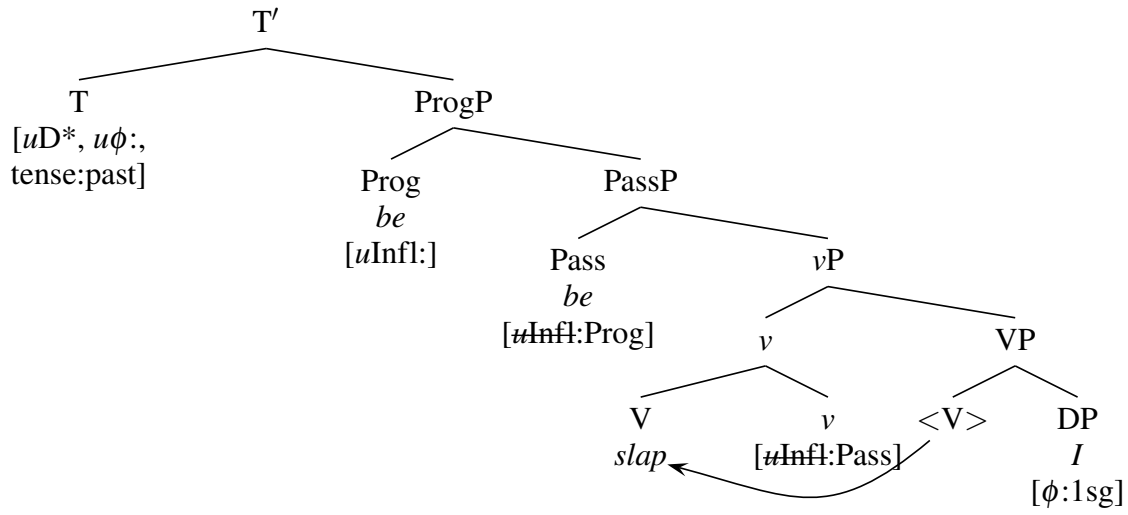 T′
T ProgP
[uD*, uϕ:,
tense:past]
Prog PassP
be
[uInfl:]
Pass vP
be
[uInfl:Prog]
v VP
V v <V> DP
slap [uInfl:Pass] I
[ϕ:1sg]